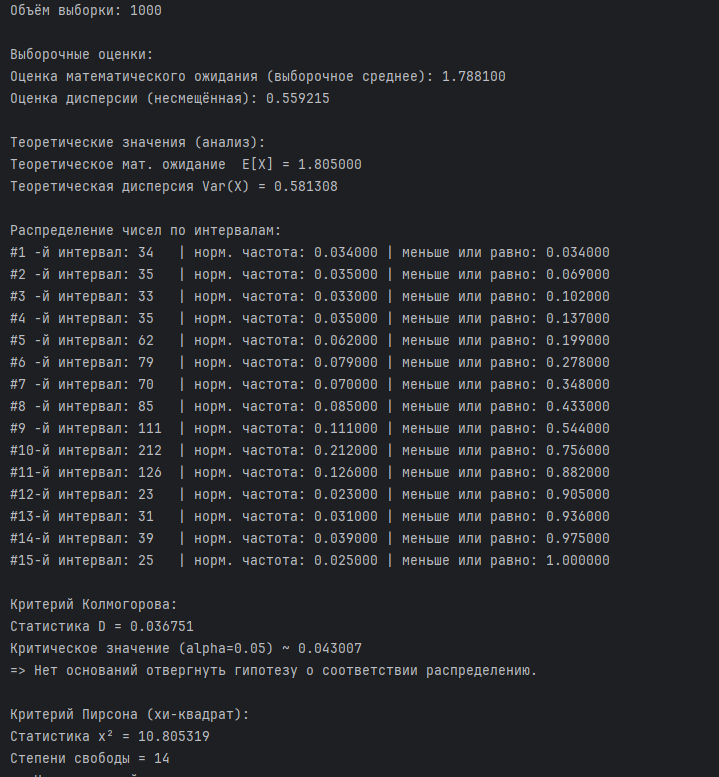 Объём выборки: 1000
Выборочные оценки:
Оценка математического ожидания (выборочное среднее): 1.788100
Оценка дисперсии (несмещённая): 0.559215
Теоретические значения (анализ):
Теоретическое мат. ожидание  E[X] = 1.805000
Теоретическая дисперсия Var(X) = 0.581308
Распределение чисел по интервалам:
#1 -й интервал: 34   | норм. частота: 0.034000 | меньше или равно: 0.034000
#2 -й интервал: 35   | норм. частота: 0.035000 | меньше или равно: 0.069000
#3 -й интервал: 33   | норм. частота: 0.033000 | меньше или равно: 0.102000
#4 -й интервал: 35   | норм. частота: 0.035000 | меньше или равно: 0.137000
#5 -й интервал: 62   | норм. частота: 0.062000 | меньше или равно: 0.199000
#6 -й интервал: 79   | норм. частота: 0.079000 | меньше или равно: 0.278000
#7 -й интервал: 70   | норм. частота: 0.070000 | меньше или равно: 0.348000
#8 -й интервал: 85   | норм. частота: 0.085000 | меньше или равно: 0.433000
#9 -й интервал: 111  | норм. частота: 0.111000 | меньше или равно: 0.544000
#10-й интервал: 212  | норм. частота: 0.212000 | меньше или равно: 0.756000
#11-й интервал: 126  | норм. частота: 0.126000 | меньше или равно: 0.882000
#12-й интервал: 23   | норм. частота: 0.023000 | меньше или равно: 0.905000
#13-й интервал: 31   | норм. частота: 0.031000 | меньше или равно: 0.936000
#14-й интервал: 39   | норм. частота: 0.039000 | меньше или равно: 0.975000
#15-й интервал: 25   | норм. частота: 0.025000 | меньше или равно: 1.000000
Критерий Колмогорова:
Статистика D = 0.036751
Критическое значение (alpha=0.05) ~ 0.043007
=> Нет оснований отвергнуть гипотезу о соответствии распределению.
Критерий Пирсона (хи-квадрат):
Статистика x² = 10.805319
Степени свободы = 14